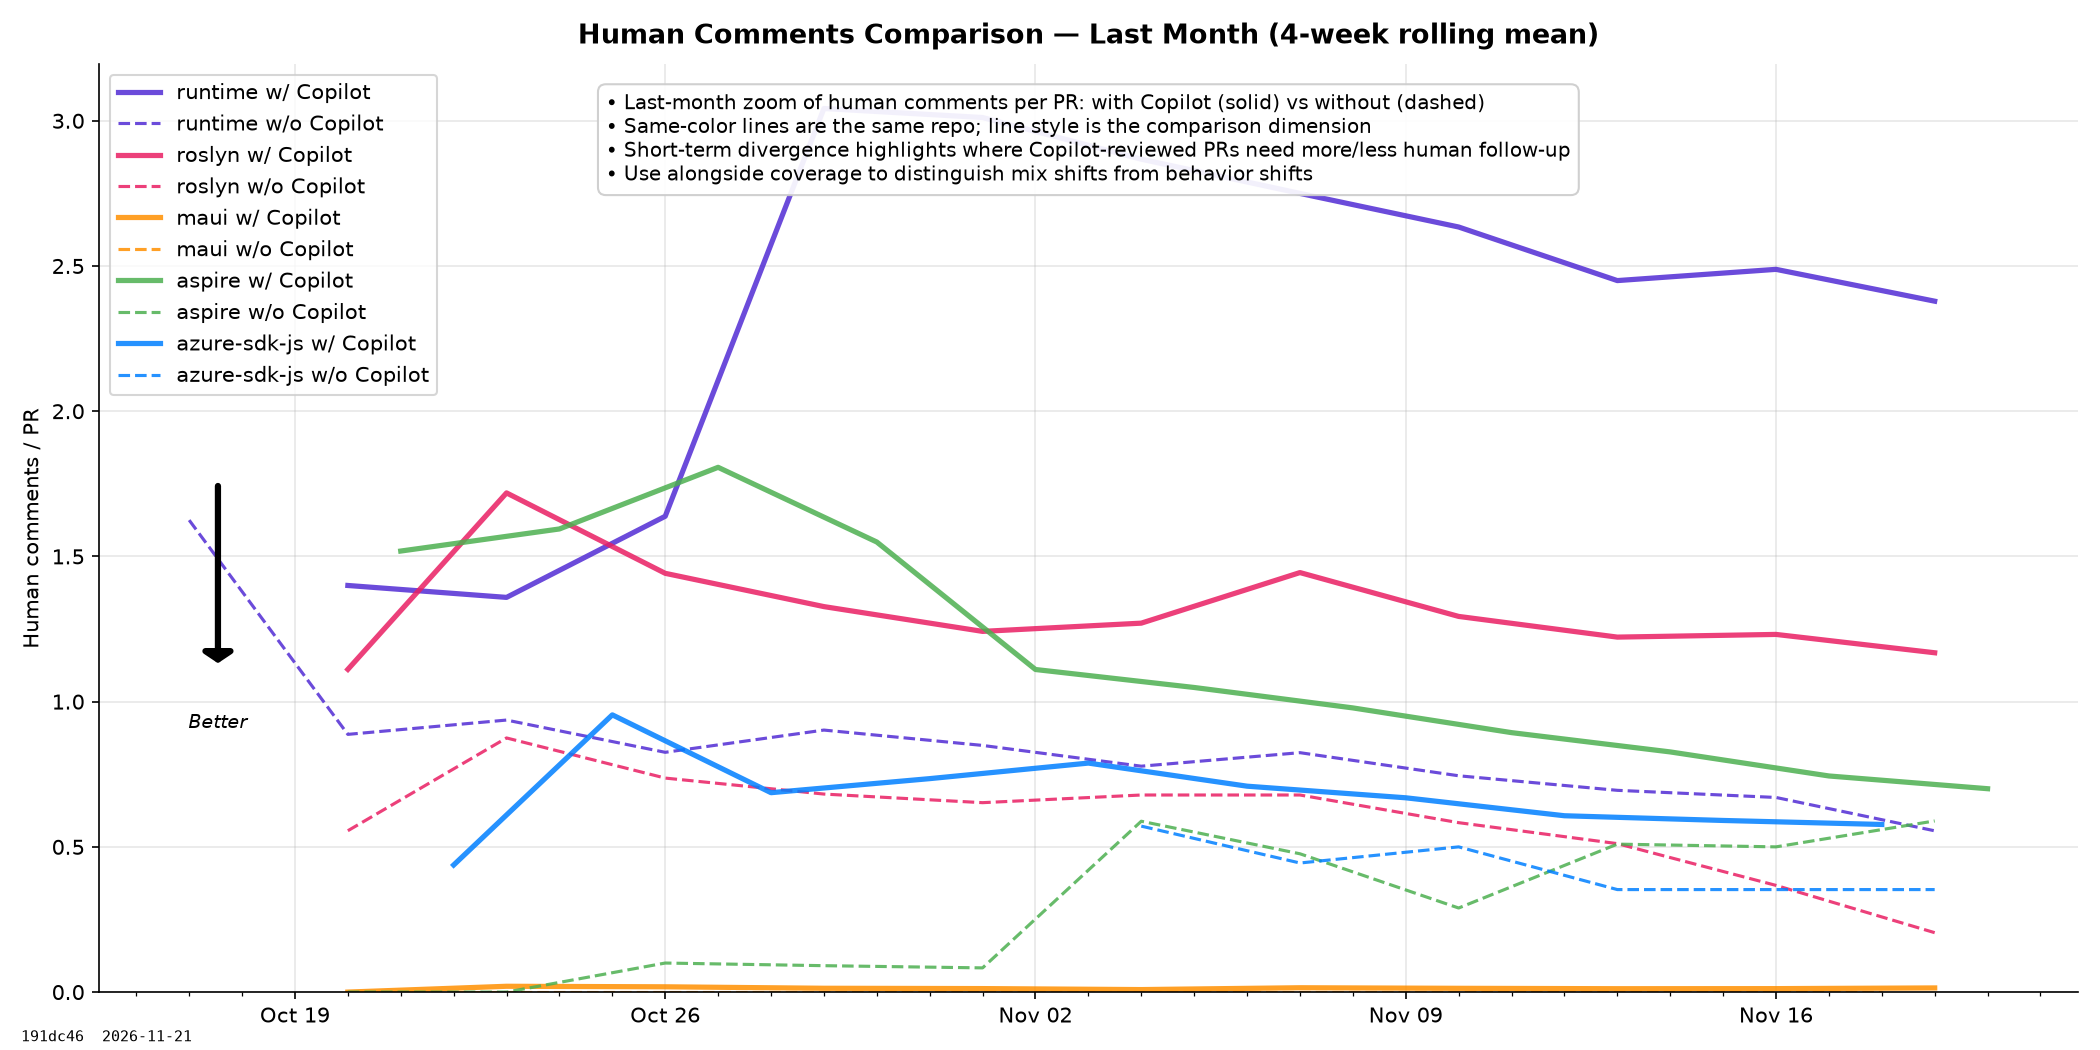 Human Comments Comparison — Last Month (4-week rolling mean)
runtime w/ Copilot
runtime w/o Copilot
roslyn w/ Copilot
roslyn w/o Copilot
maui w/ Copilot
maui w/o Copilot
aspire w/ Copilot
aspire w/o Copilot
azure-sdk-js w/ Copilot
azure-sdk-js w/o Copilot
• Last-month zoom of human comments per PR: with Copilot (solid) vs without (dashed)
• Same-color lines are the same repo; line style is the comparison dimension
• Short-term divergence highlights where Copilot-reviewed PRs need more/less human follow-up
• Use alongside coverage to distinguish mix shifts from behavior shifts
Human comments / PR
3.0
2.5
2.0
1.5
1.0
0.5
0.0
Better
Oct 19
Oct 26
Nov 02
Nov 09
Nov 16
191dc46  2026-11-21